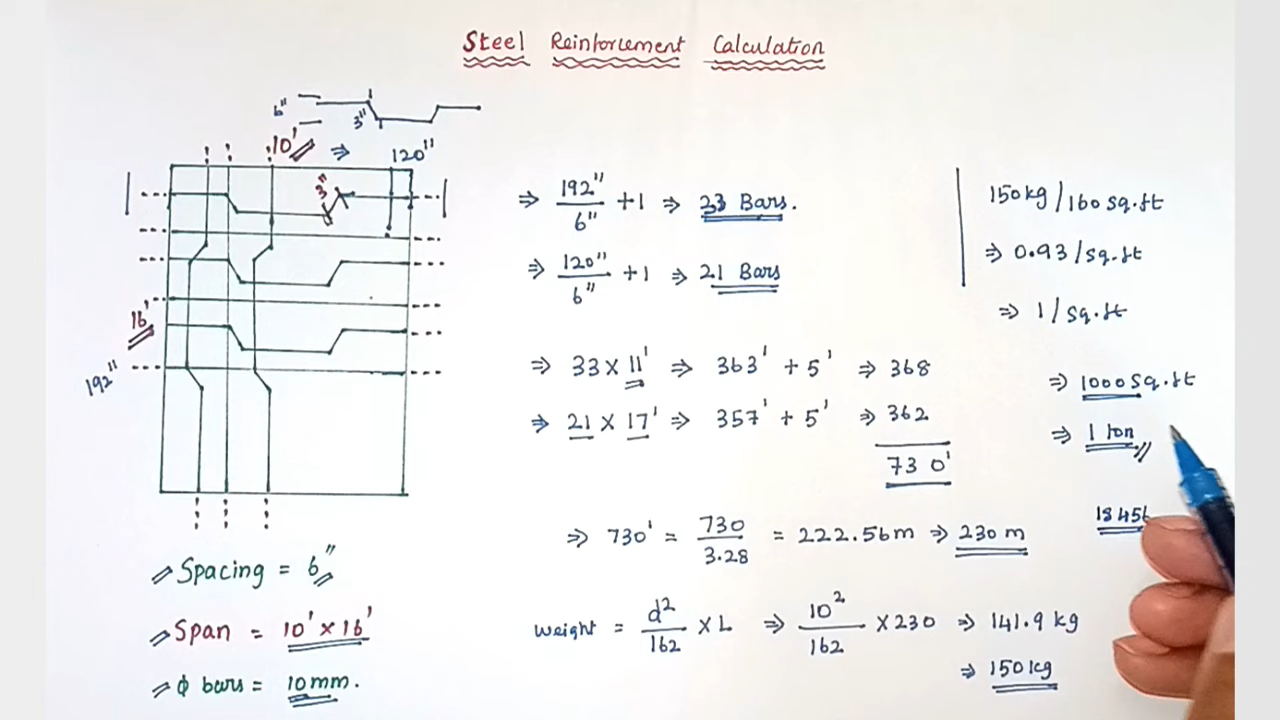 Steel Reinforcement Calculation
6"
3"
10' ⇒ 120"
3"
16'
192"
Spacing = 6"
Span = 10' × 16'
ϕ bars = 10mm.
⇒ 192"/6" + 1 ⇒ 33 Bars.
⇒ 120"/6" + 1 ⇒ 21 Bars
⇒ 33 × 11' ⇒ 363' + 5' ⇒ 368
⇒ 21 × 17' ⇒ 357' + 5' ⇒ 362
730'
⇒ 730' = 730/3.28 = 222.56m ⇒ 230 m
Weight = d²/162 × L ⇒ 10²/162 × 230 ⇒ 141.9 kg
⇒ 150kg
150kg/160 sq.ft
⇒ 0.93/sq.ft
⇒ 1/sq.ft
⇒ 1000 sq.ft
⇒ 1 ton